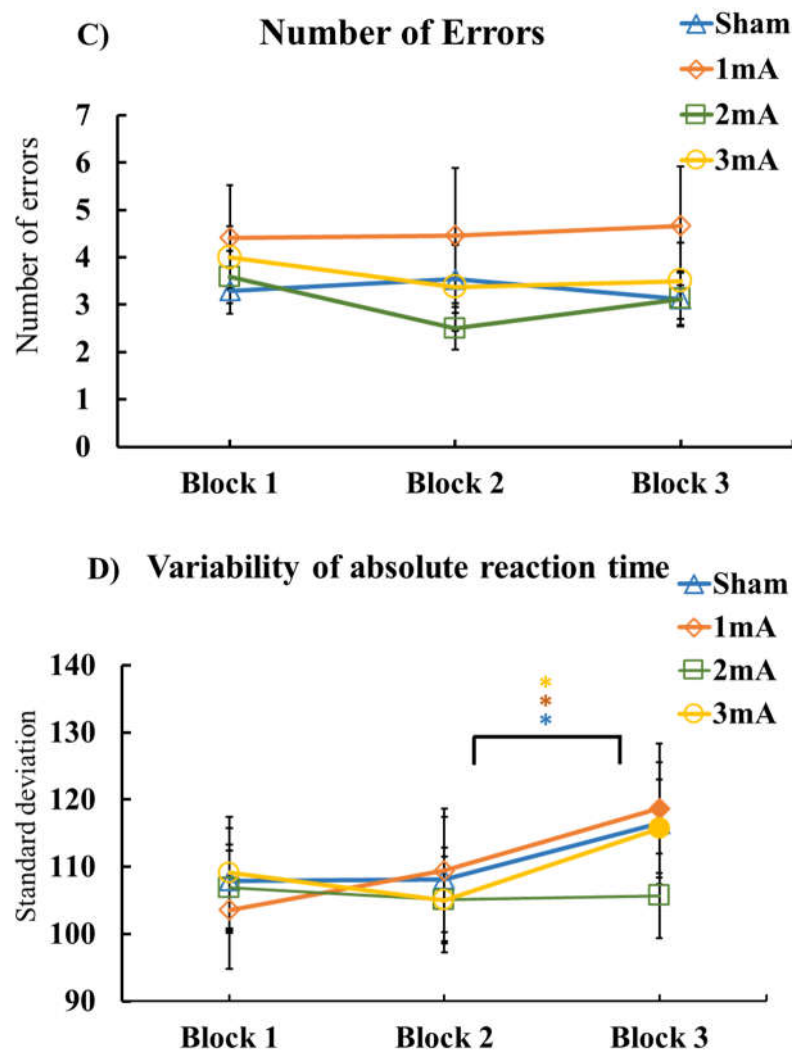 C) Number of Errors
Sham
1mA
2mA
3mA
Number of errors
7
6
5
4
3
2
1
0
Block 1 Block 2 Block 3
D) Variability of absolute reaction time
Sham
1mA
2mA
3mA
Standard deviation
140
130
120
110
100
90
*
*
*
Block 1 Block 2 Block 3